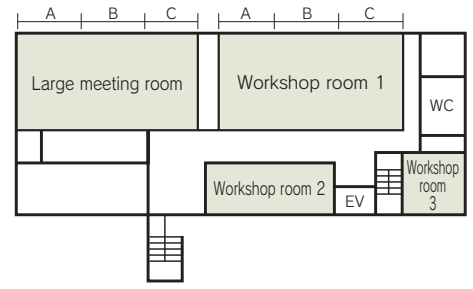 A B C A B C
Large meeting room Workshop room 1
WC
Workshop room 2
EV
Workshop
room
3